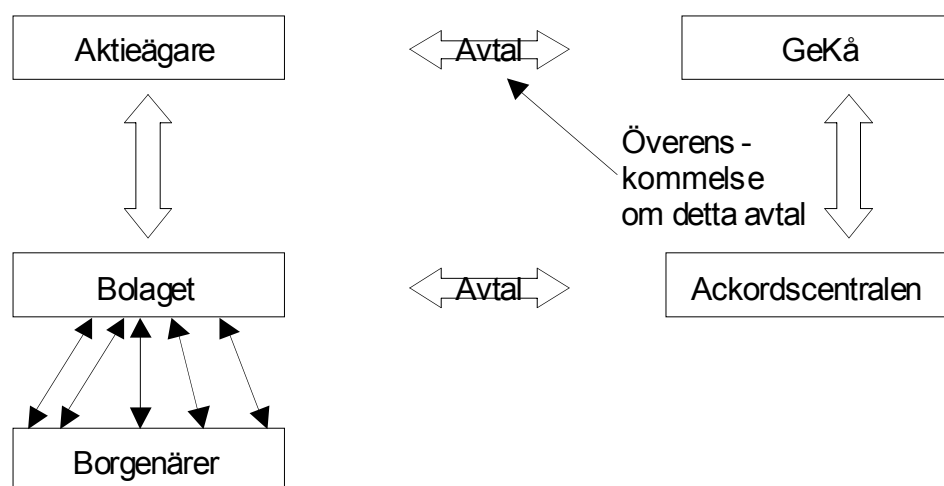 Aktieägare
Avtal
GeKå
Överens -
kommelse
om detta avtal
Bolaget
Avtal
Ackordscentralen
Borgenärer